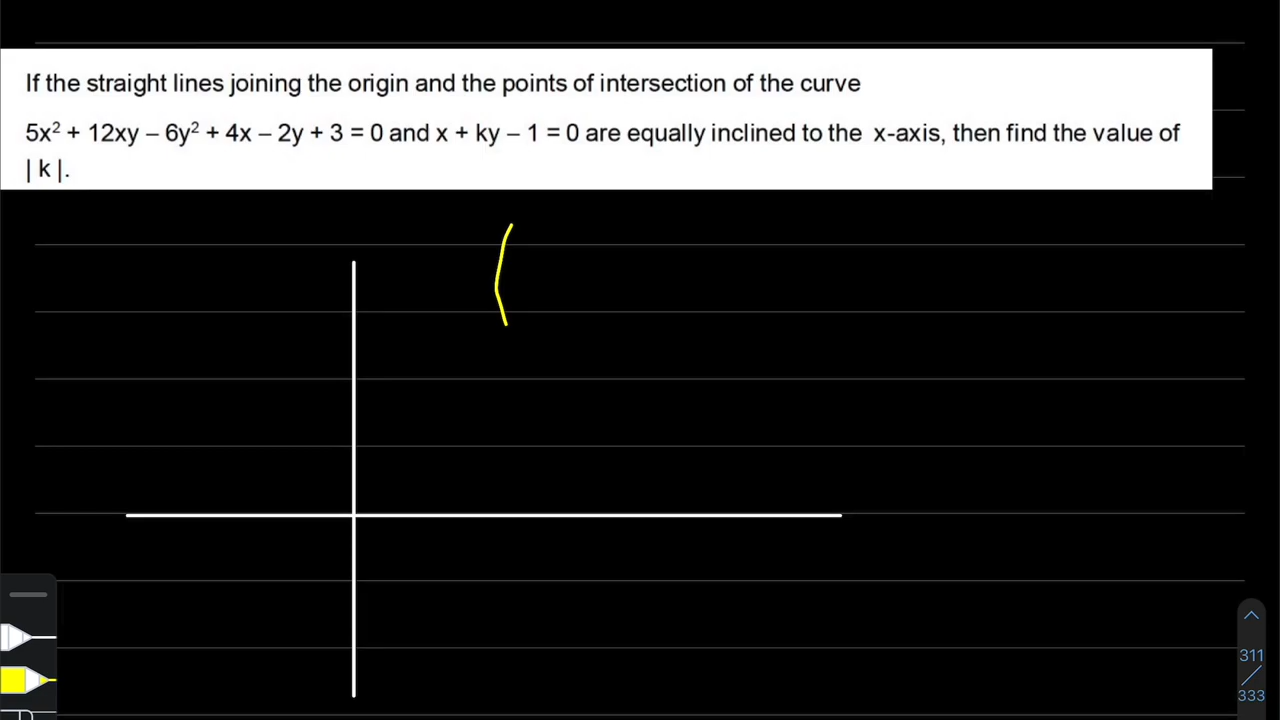 If the straight lines joining the origin and the points of intersection of the curve
5x² + 12xy – 6y² + 4x – 2y + 3 = 0 and x + ky – 1 = 0 are equally inclined to the x-axis, then find the value of
| k |.
311
333